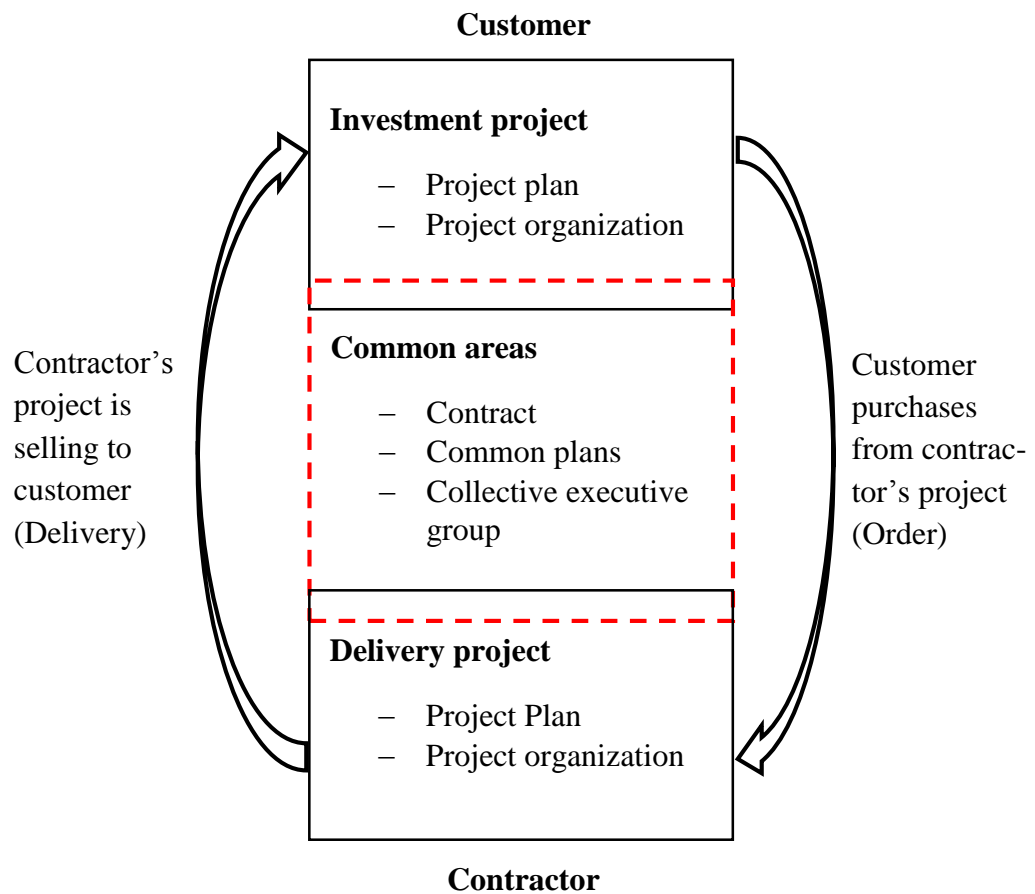 Customer
Investment project
– Project plan
– Project organization
Common areas
– Contract
– Common plans
– Collective executive
group
Contractor's
project is
selling to
customer
(Delivery)
Customer
purchases
from contrac-
tor's project
(Order)
Delivery project
– Project Plan
– Project organization
Contractor